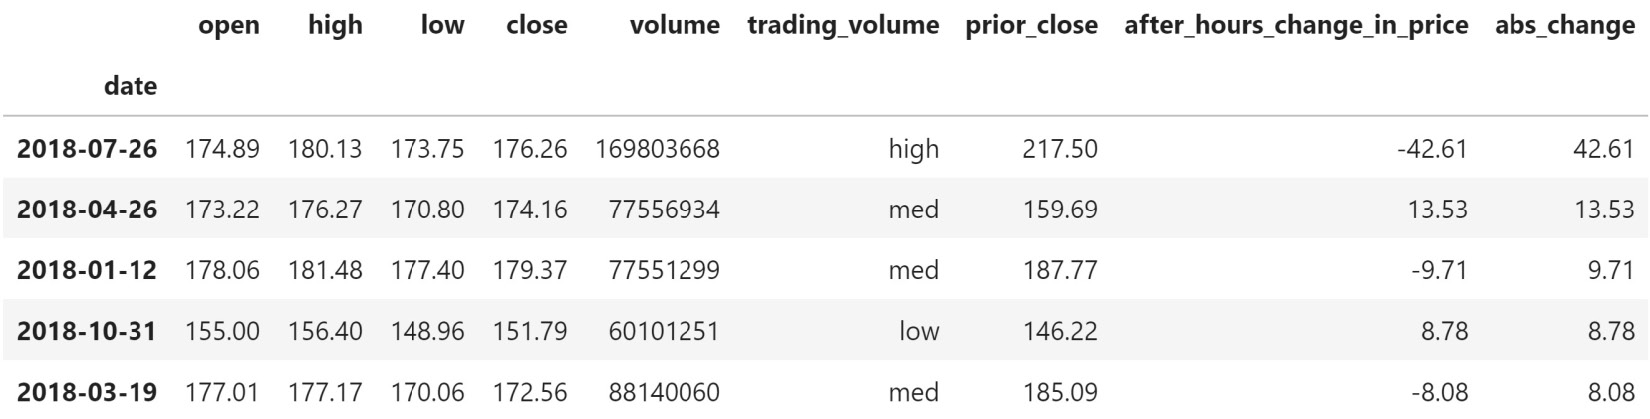 open high low close volume trading_volume prior_close after_hours_change_in_price abs_change
date
2018-07-26 174.89 180.13 173.75 176.26 169803668 high 217.50 -42.61 42.61
2018-04-26 173.22 176.27 170.80 174.16 77556934 med 159.69 13.53 13.53
2018-01-12 178.06 181.48 177.40 179.37 77551299 med 187.77 -9.71 9.71
2018-10-31 155.00 156.40 148.96 151.79 60101251 low 146.22 8.78 8.78
2018-03-19 177.01 177.17 170.06 172.56 88140060 med 185.09 -8.08 8.08